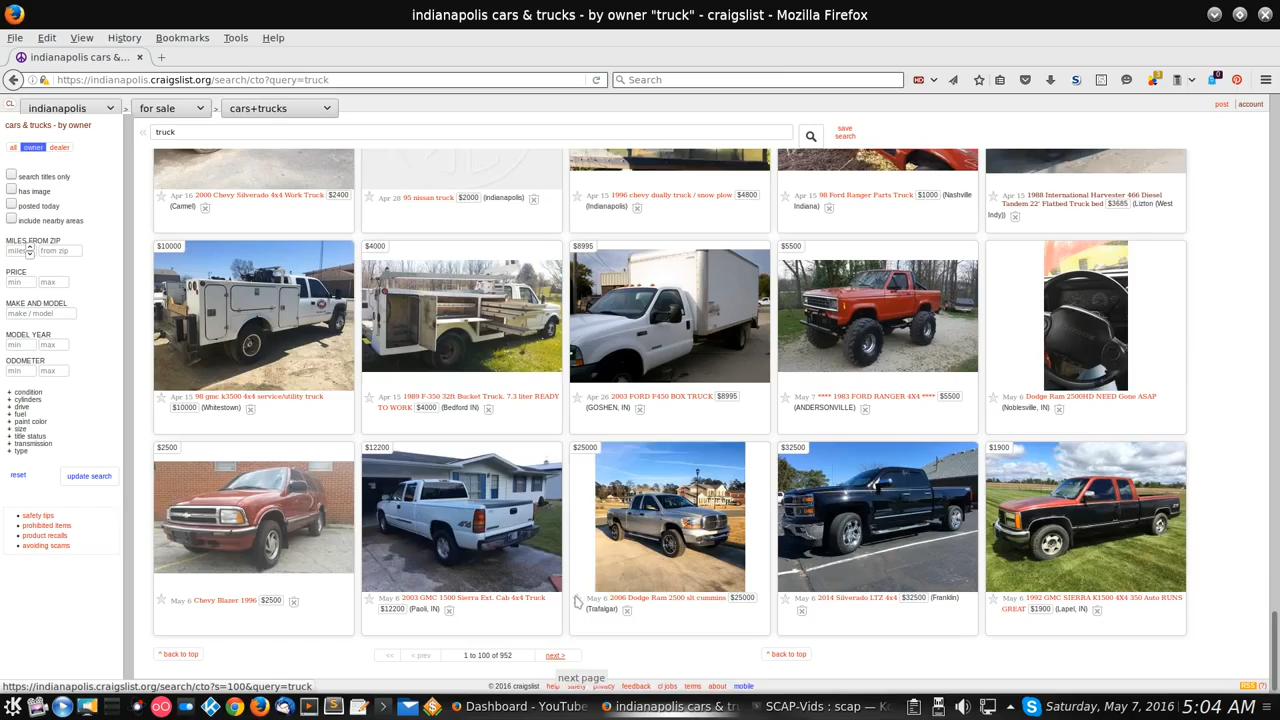 indianapolis cars & trucks - by owner "truck" - craigslist - Mozilla Firefox
File Edit View History Bookmarks Tools Help
indianapolis cars &... × +
https://indianapolis.craigslist.org/search/cto?query=truck
Search
CL indianapolis > for sale > cars+trucks
post account
cars & trucks - by owner
all owner dealer
search titles only
has image
posted today
include nearby areas
MILES FROM ZIP
miles from zip
PRICE
min max
MAKE AND MODEL
make / model
MODEL YEAR
min max
ODOMETER
min max
+ condition
+ cylinders
+ drive
+ fuel
+ paint color
+ size
+ title status
+ transmission
+ type
reset update search
• safety tips
• prohibited items
• product recalls
• avoiding scams
truck
save
search
Apr 16 2000 Chevy Silverado 4x4 Work Truck $2400
(Camel)
Apr 28 95 nissan truck $2000 (indianapolis)
Apr 15 1996 chevy dually truck / snow plow $4800
(Indianapolis)
Apr 15 98 Ford Ranger Parts Truck $1000 (Nashville
Indiana)
Apr 15 1988 International Harvester 466 Diesel
Tandem 22' Flatbed Truck bed $3685 (Lizton (West
Indy))
$10000
Apr 15 98 gmc k3500 4x4 service/utility truck
$10000 (Whitestown)
$4000
Apr 15 1989 F-350 32ft Bucket Truck. 7.3 liter READY
TO WORK $4000 (Bedford IN)
$8995
Apr 26 2003 FORD F450 BOX TRUCK $8995
(GOSHEN, IN)
$5500
May 7 **** 1983 FORD RANGER 4X4 **** $5500
(ANDERSONVILLE)
May 6 Dodge Ram 2500HD NEED Gone ASAP
(Noblesville, IN)
$2500
May 6 Chevy Blazer 1996 $2500
$12200
May 6 2003 GMC 1500 Sierra Ext. Cab 4x4 Truck
$12200 (Paoli, IN)
$25000
May 6 2006 Dodge Ram 2500 slt cummins $25000
(Trafalgar)
$32500
May 6 2014 Silverado LTZ 4x4 $32500 (Franklin)
$1900
May 6 1992 GMC SIERRA K1500 4X4 350 Auto RUNS
GREAT $1900 (Lapel, IN)
^ back to top
<< < prev 1 to 100 of 952 next >
^ back to top
next page
https://indianapolis.craigslist.org/search/cto?s=100&query=truck
© 2016 craigslist help safety privacy feedback cl jobs terms about mobile
RSS (?)
Dashboard - YouTube
indianapolis cars & tru
SCAP-Vids : scap — Ko
Saturday, May 7, 2016 5:04 AM